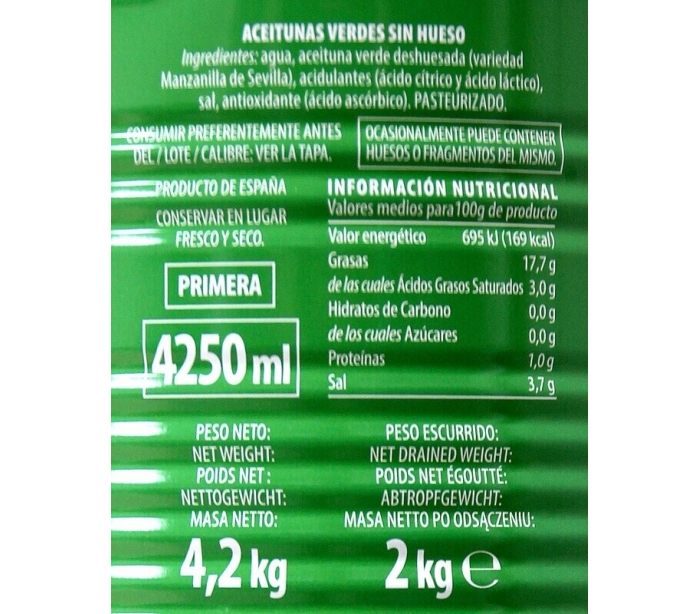 ACEITUNAS VERDES SIN HUESO
Ingredientes: agua, aceituna verde deshuesada (variedad
Manzanilla de Sevilla), acidulantes (ácido cítrico y ácido láctico),
sal, antioxidante (ácido ascórbico). PASTEURIZADO.
CONSUMIR PREFERENTEMENTE ANTES
DEL / LOTE / CALIBRE: VER LA TAPA.
OCASIONALMENTE PUEDE CONTENER
HUESOS O FRAGMENTOS DEL MISMO.
PRODUCTO DE ESPAÑA
CONSERVAR EN LUGAR
FRESCO Y SECO.
PRIMERA
4250 ml
INFORMACIÓN NUTRICIONAL
Valores medios para 100g de producto
Valor energético 695 kJ (169 kcal)
Grasas 17,7 g
de las cuales Ácidos Grasos Saturados 3,0 g
Hidratos de Carbono 0,0 g
de los cuales Azúcares 0,0 g
Proteínas 1,0 g
Sal 3,7 g
PESO NETO:
NET WEIGHT:
POIDS NET :
NETTOGEWICHT:
MASA NETTO:
4,2 kg
PESO ESCURRIDO:
NET DRAINED WEIGHT:
POIDS NET ÉGOUTTÉ:
ABTROPFGEWICHT:
MASA NETTO PO ODSĄCZENIU:
2 kg ℮